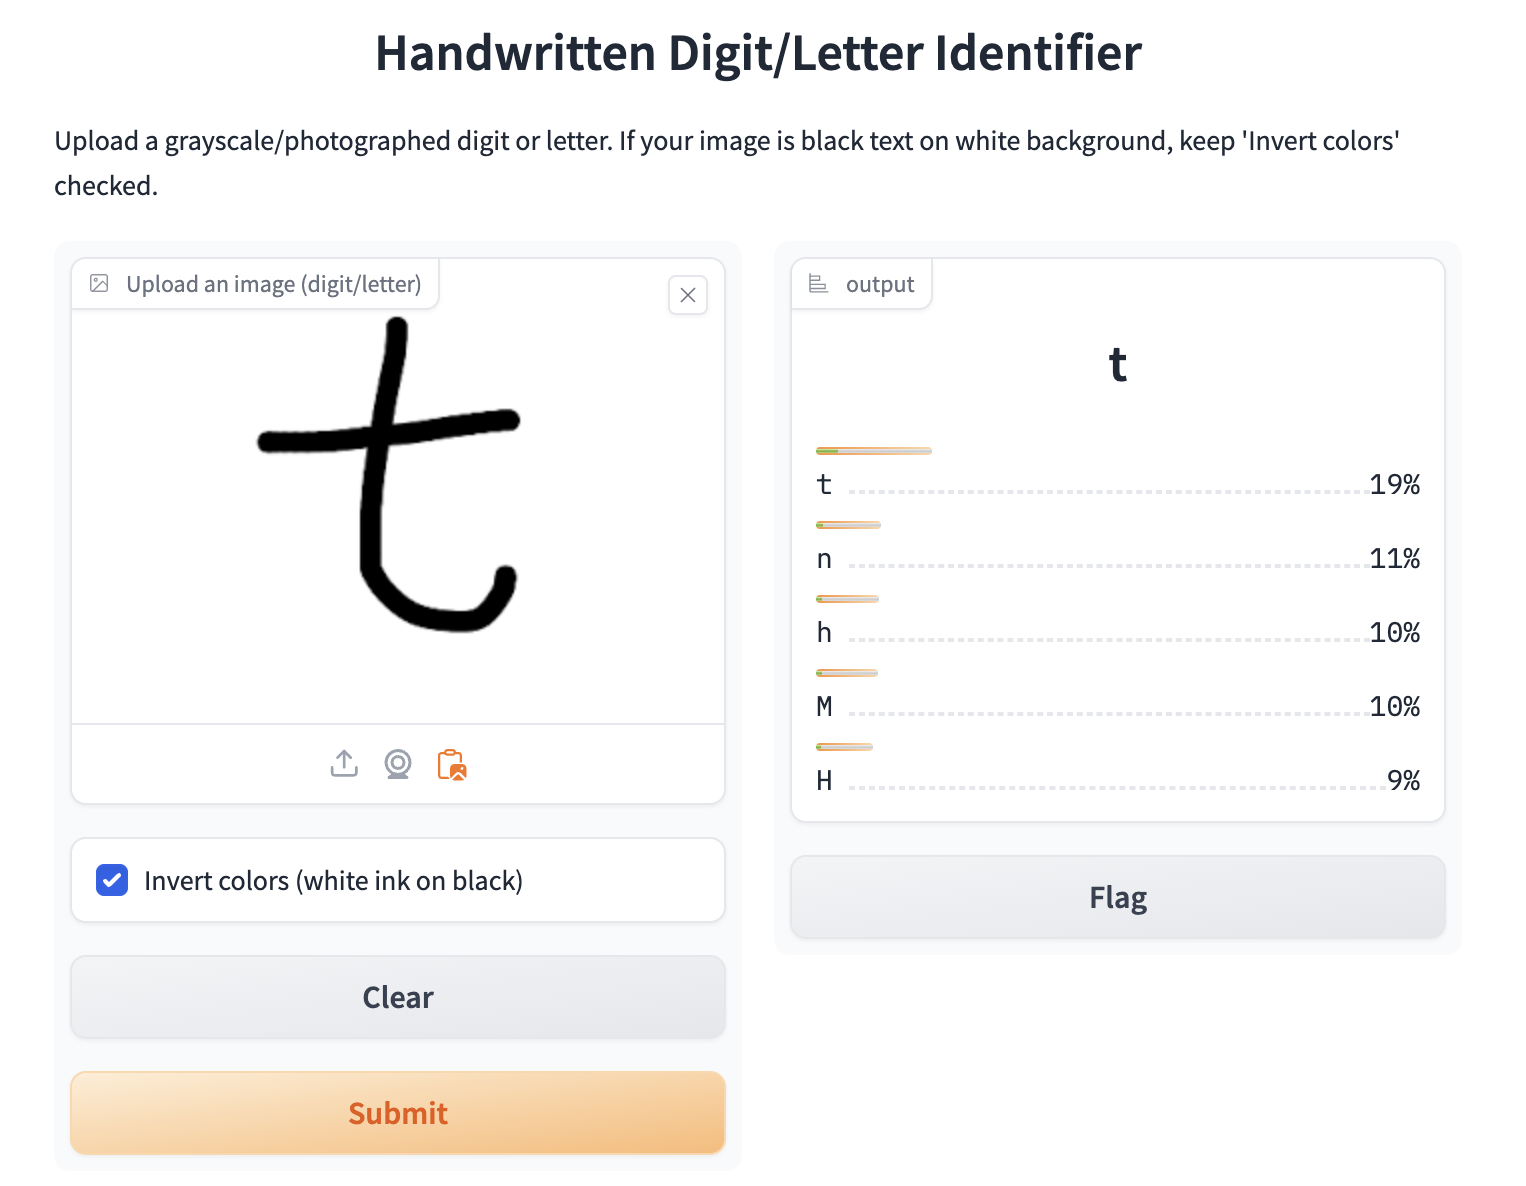 Handwritten Digit/Letter Identifier
Upload a grayscale/photographed digit or letter. If your image is black text on white background, keep 'Invert colors'
checked.
Upload an image (digit/letter)
t
Invert colors (white ink on black)
Clear
Submit
output
t
t 19%
n 11%
h 10%
M 10%
H 9%
Flag